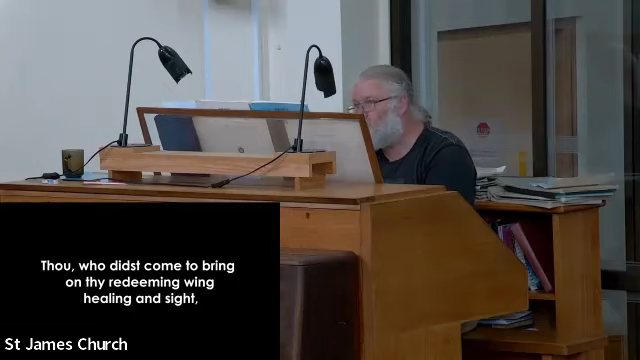 Thou, who didst come to bring
on thy redeeming wing
healing and sight,
St James Church